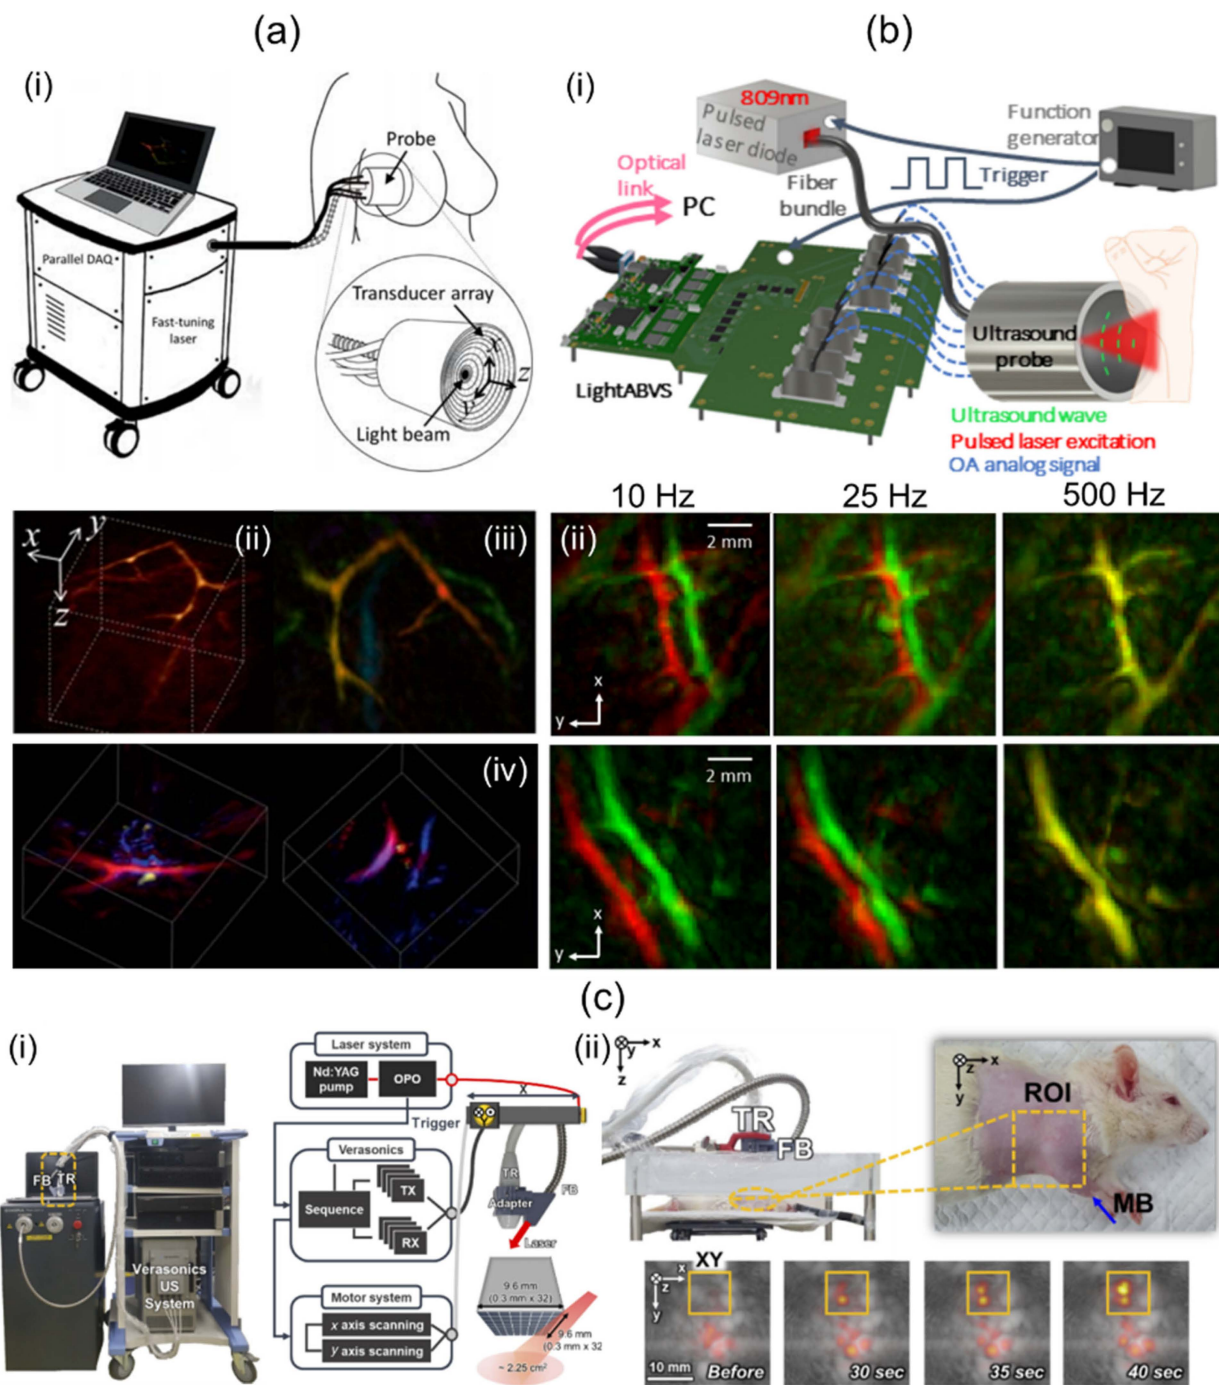 (a)
(b)
(i)
Probe
Parallel DAQ
Fast-tuning
laser
Transducer array
x
z
y
Light beam
(i)
809nm
Pulsed
laser diode
Function
generator
Optical
link
PC
Fiber
bundle
Trigger
Ultrasound
probe
LightABVS
Ultrasound wave
Pulsed laser excitation
OA analog signal
10 Hz
25 Hz
500 Hz
x
y
z
(ii)
(iii)
(ii)
2 mm
x
y
(iv)
2 mm
x
y
(c)
(i)
FB
TR
Verasonics
US
System
Laser system
Nd:YAG
pump
OPO
Trigger
X
Verasonics
Sequence
TX
RX
TR
Adapter
FB
Laser
Motor system
x axis scanning
y axis scanning
9.6 mm
(0.3 mm x 32)
9.6 mm
(0.3 mm x 32
~ 2.25 cm²
(ii)
y
x
z
TR
FB
z
x
y
ROI
MB
XY
x
z
y
10 mm
Before
30 sec
35 sec
40 sec